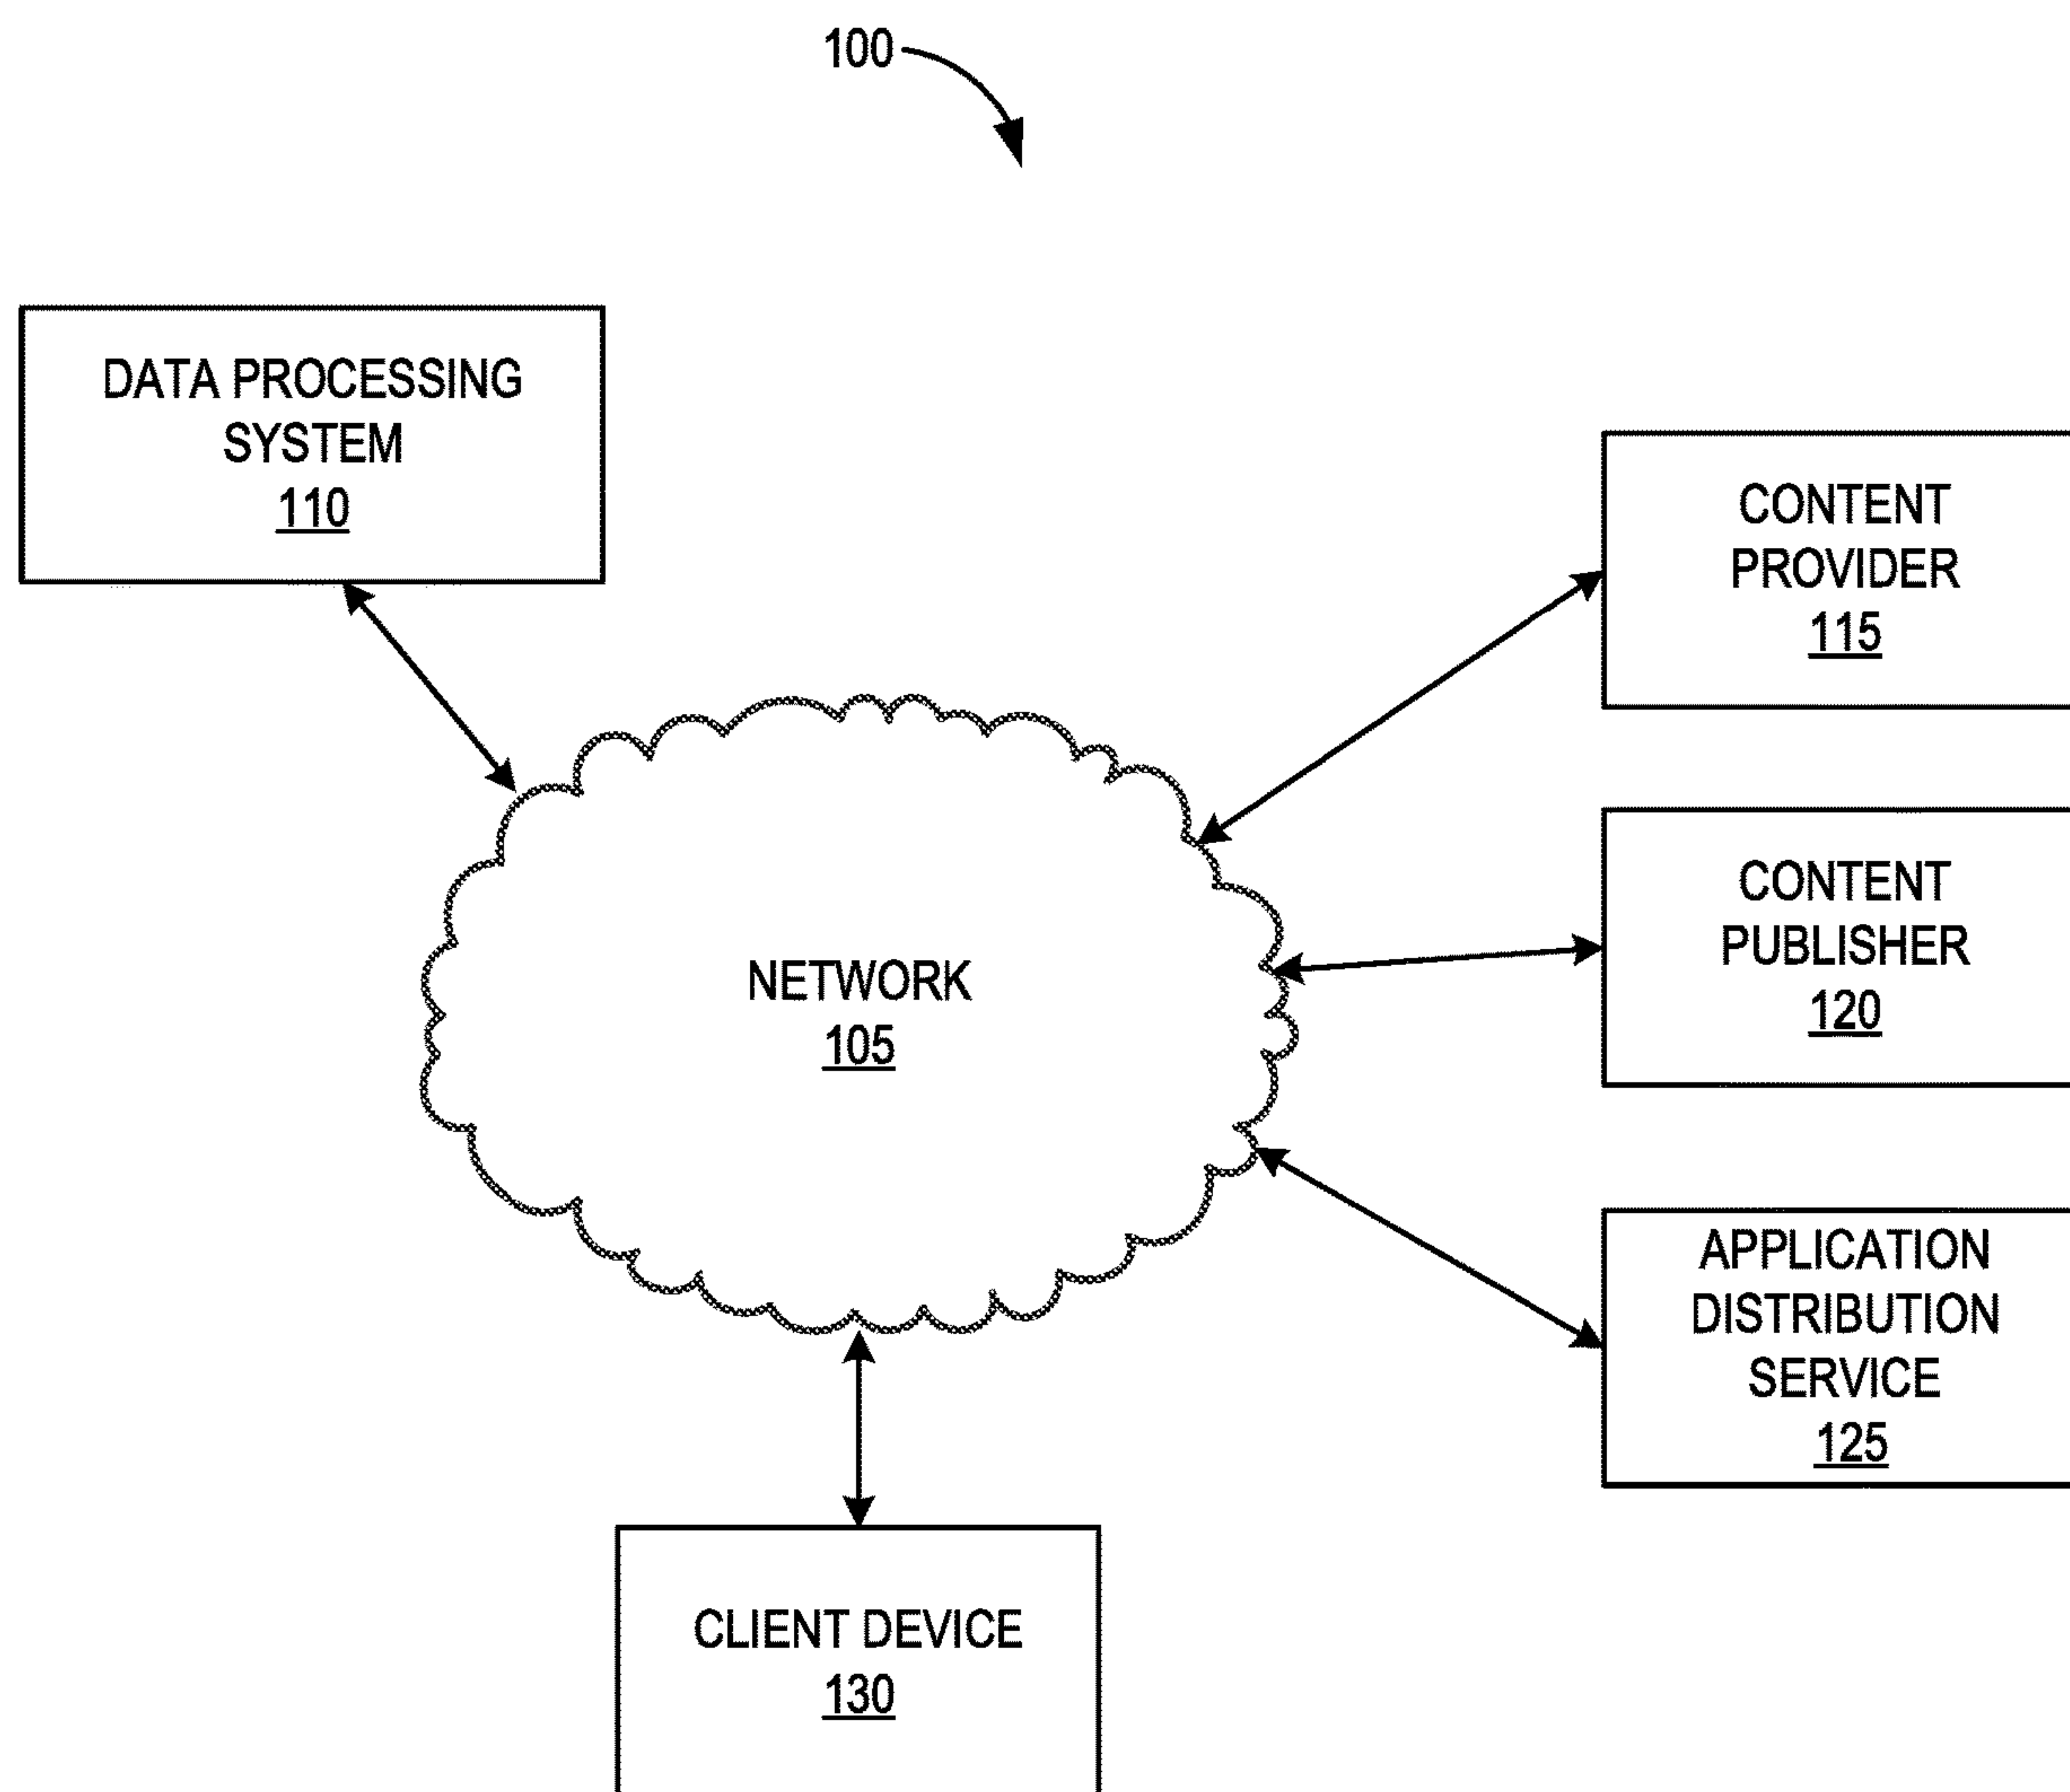 100
DATA PROCESSING
SYSTEM
110
CONTENT
PROVIDER
115
CONTENT
PUBLISHER
120
NETWORK
105
APPLICATION
DISTRIBUTION
SERVICE
125
CLIENT DEVICE
130